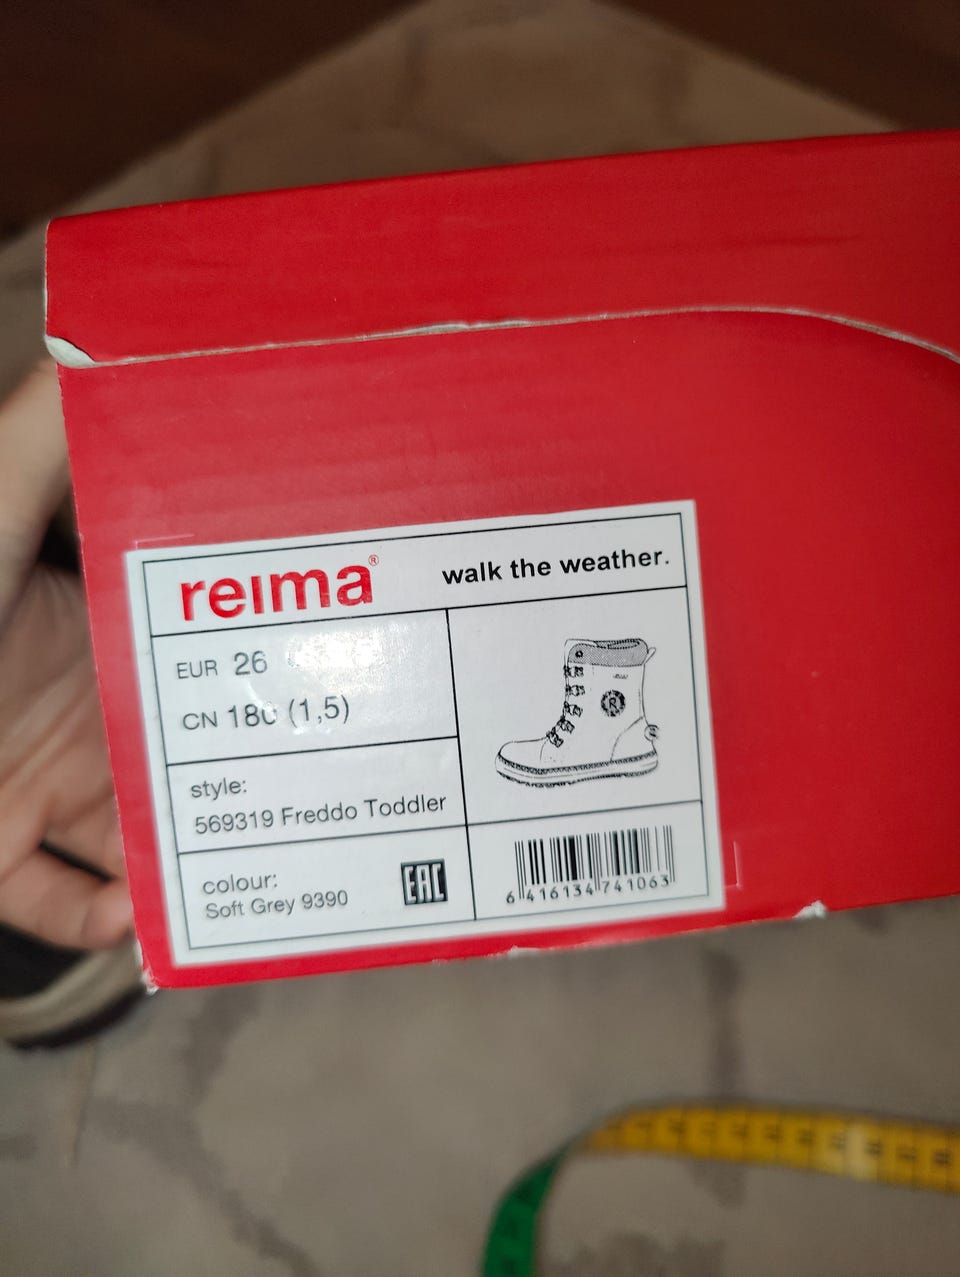 reima®
walk the weather.
EUR 26
CN 180 (1,5)
style:
569319 Freddo Toddler
colour:
Soft Grey 9390
EAC
R
6 416134 741063